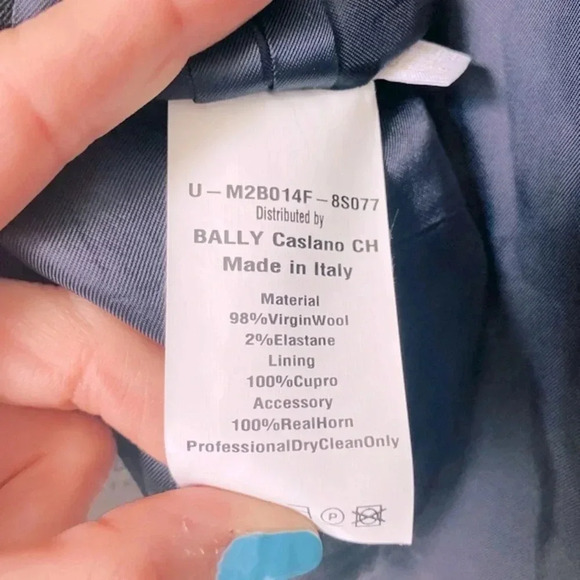 U-M2B014F-8S077
Distributed by
BALLY Caslano CH
Made in Italy
Material
98%VirginWool
2%Elastane
Lining
100%Cupro
Accessory
100%RealHorn
ProfessionalDryCleanOnly
P